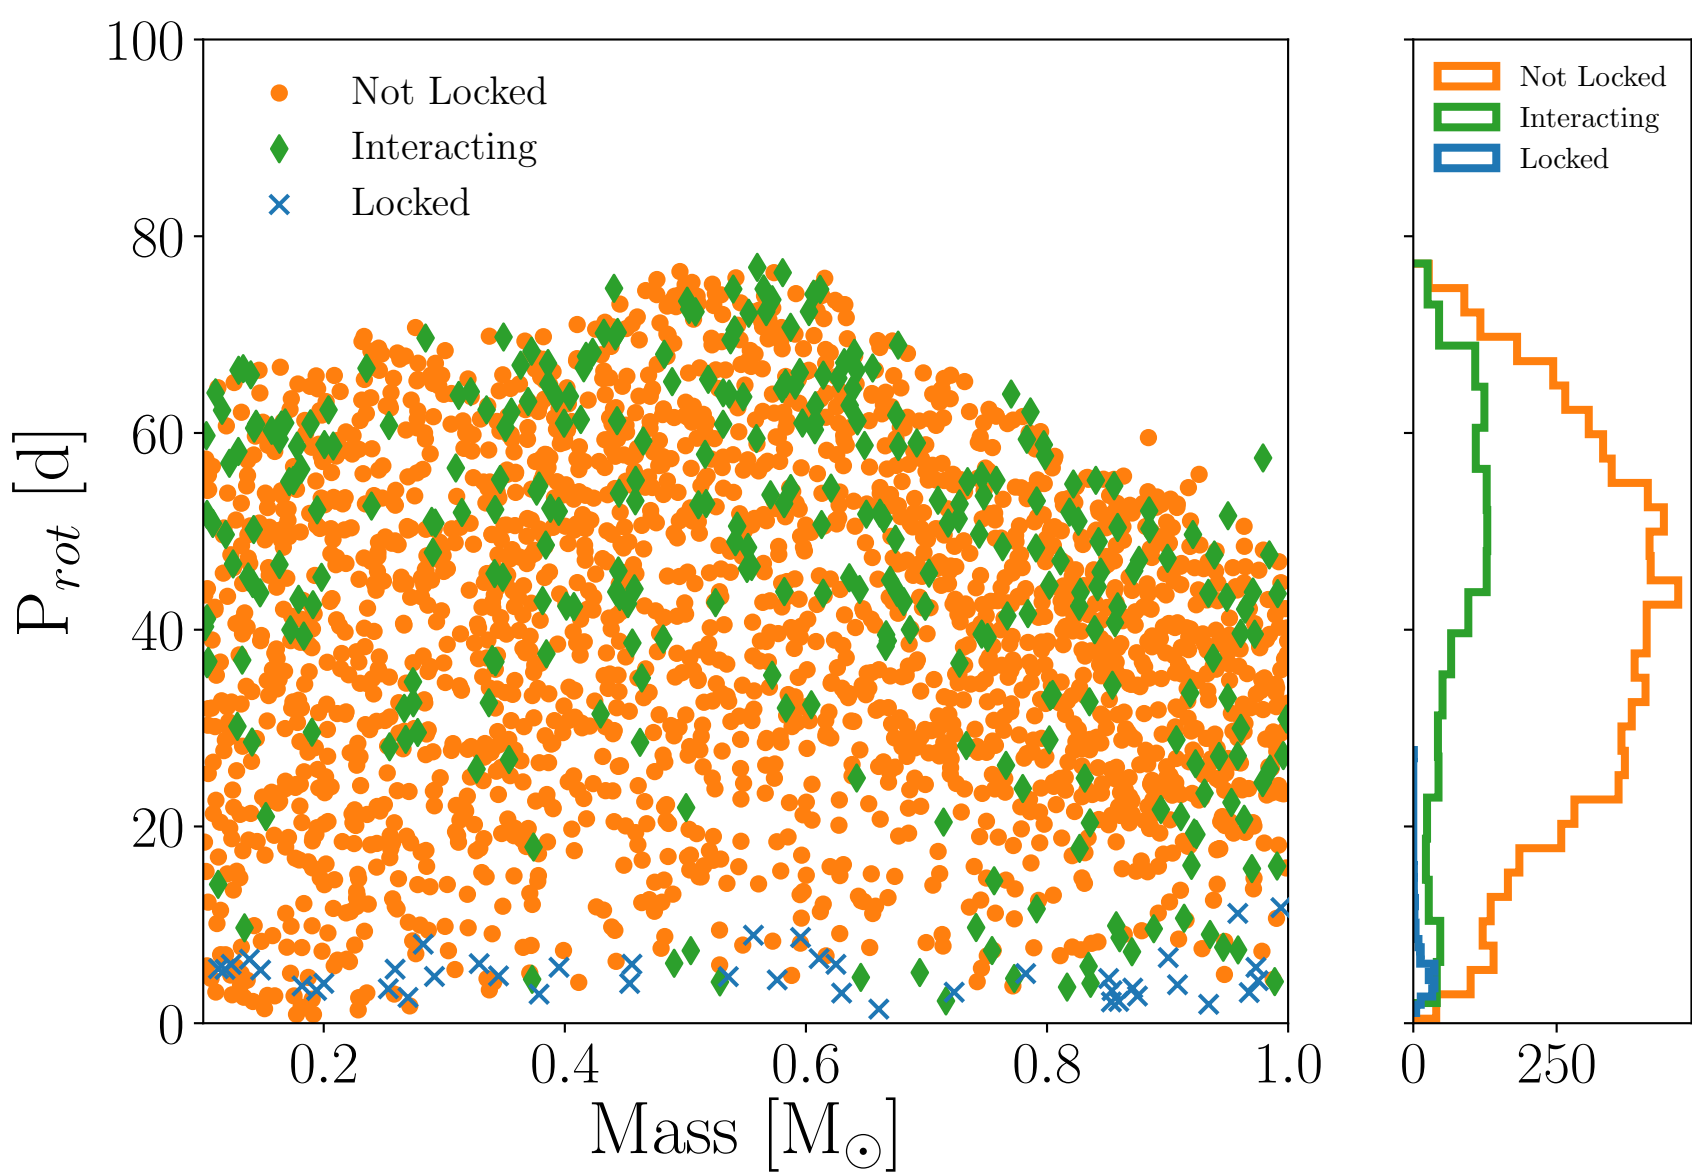 100
80
60
40
20
0
P_rot [d]
Not Locked
Interacting
Locked
0.2 0.4 0.6 0.8 1.0
Mass [M☉]
Not Locked
Interacting
Locked
0 250